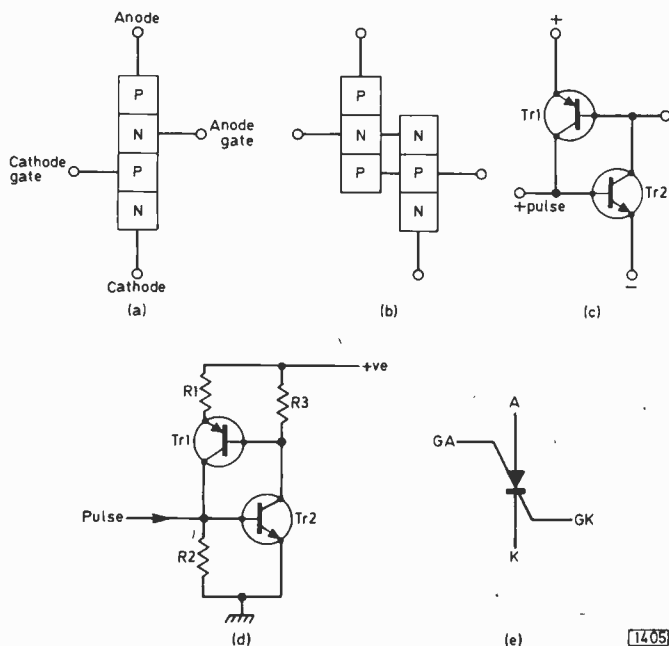 Anode
P
N
Anode gate
Cathode gate
P
N
Cathode
(a)
P
N
N
P
P
N
(b)
+
Tr1
Tr2
+pulse
−
(c)
+ve
R1
R3
Tr1
Pulse
Tr2
R2
(d)
A
GA
GK
K
(e)
1405